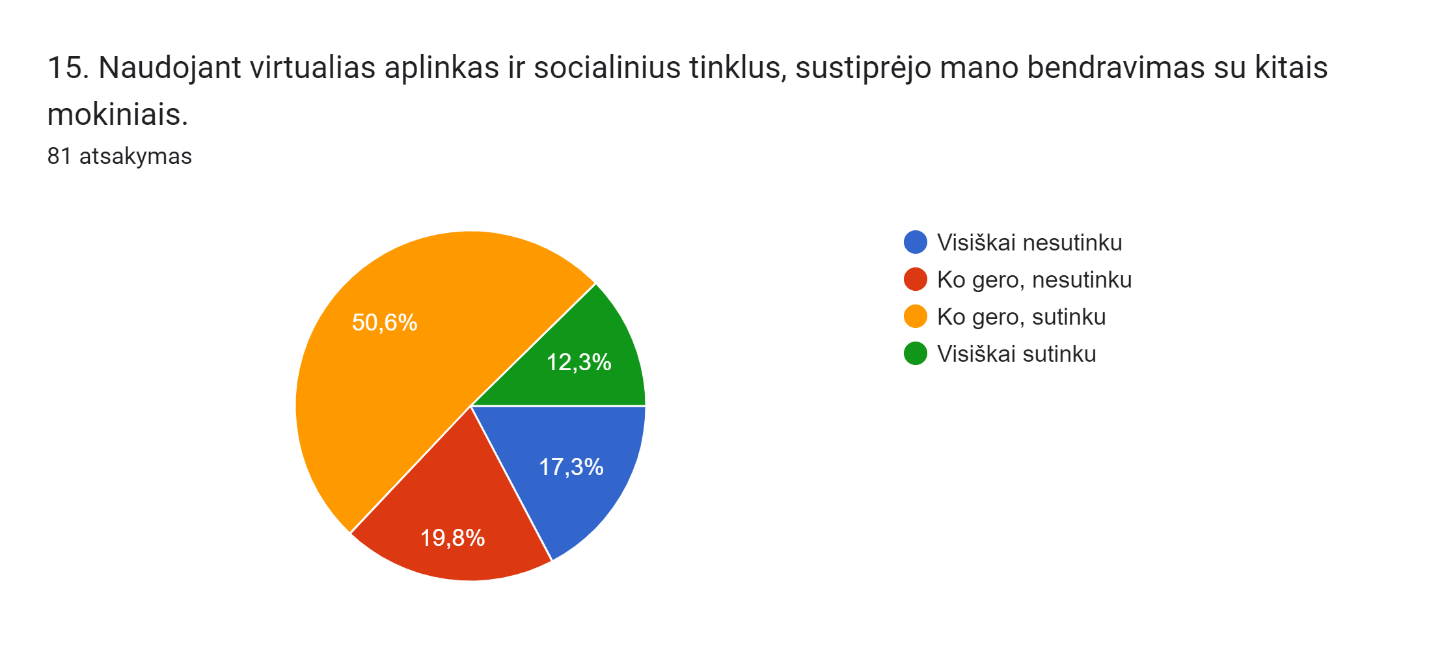 15. Naudojant virtualias aplinkas ir socialinius tinklus, sustiprėjo mano bendravimas su kitais
mokiniais.
81 atsakymas
50,6%
12,3%
17,3%
19,8%
Visiškai nesutinku
Ko gero, nesutinku
Ko gero, sutinku
Visiškai sutinku